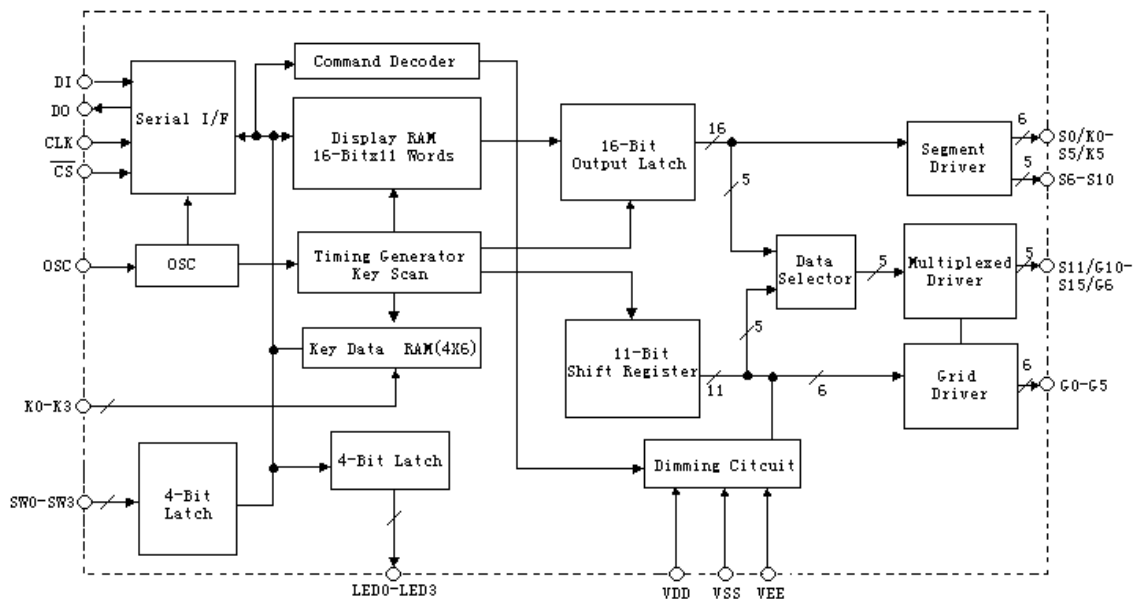 Command Decoder
DI
DO
CLK
CS
Serial I/F
Display RAM
16-Bitx11 Words
16-Bit
Output Latch
16
5
Segment
Driver
6
S0/K0-
S5/K5
5
S6-S10
OSC
OSC
Timing Generator
Key Scan
Data
Selector
5
Multiplexed
Driver
5
S11/G10-
S15/G6
Key Data RAM(4X6)
11-Bit
Shift Register
11
5
6
Grid
Driver
6
G0-G5
K0-K3
SW0-SW3
4-Bit
Latch
4-Bit Latch
Dimming Citcuit
LED0-LED3
VDD
VSS
VEE